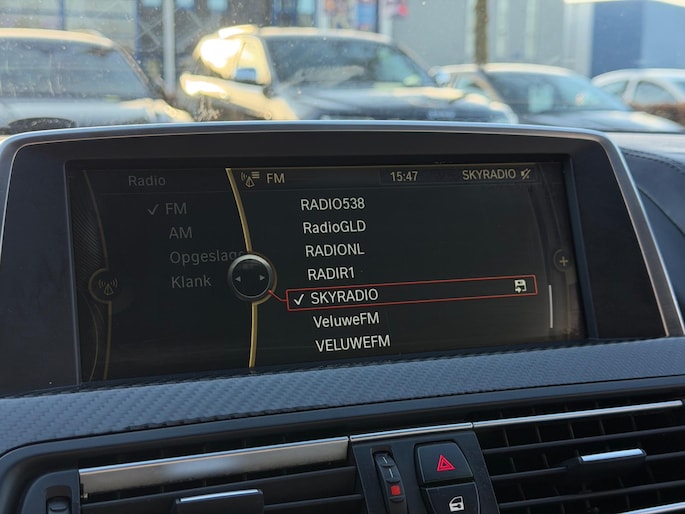 Radio
FM 15:47 SKYRADIO
✓ FM
AM
Opgeslag
Klank
RADIO538
RadioGLD
RADIONL
RADIR1
✓ SKYRADIO
VeluweFM
VELUWEFM